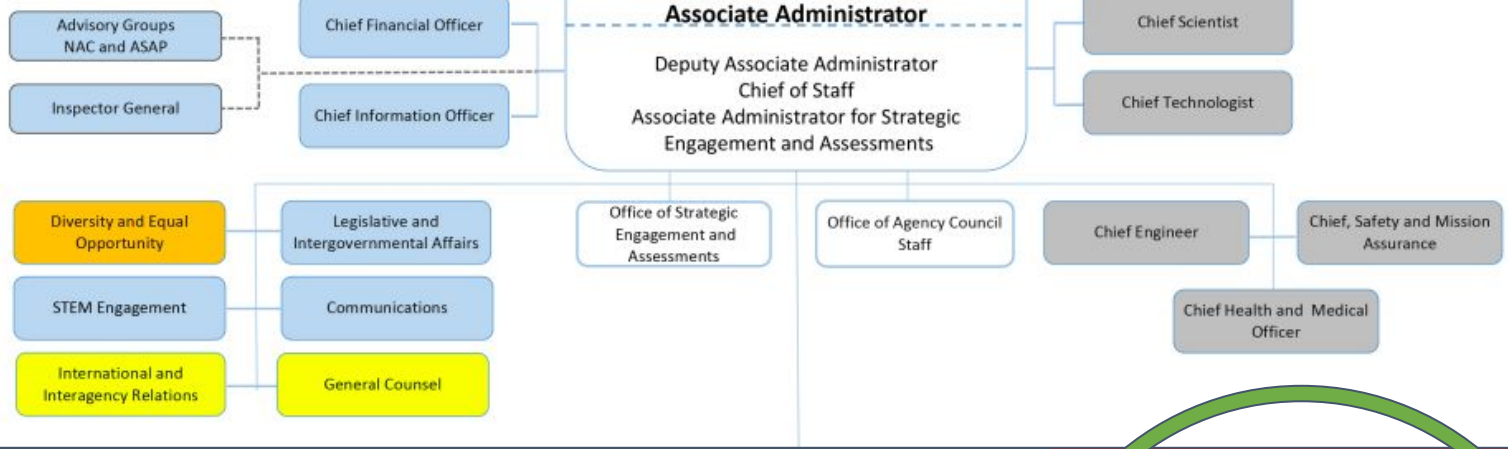 Advisory Groups
NAC and ASAP
Chief Financial Officer
Associate Administrator
Chief Scientist
Inspector General
Chief Information Officer
Deputy Associate Administrator
Chief of Staff
Associate Administrator for Strategic
Engagement and Assessments
Chief Technologist
Diversity and Equal
Opportunity
Legislative and
Intergovernmental Affairs
Office of Strategic
Engagement and
Assessments
Office of Agency Council
Staff
Chief Engineer
Chief, Safety and Mission
Assurance
STEM Engagement
Communications
Chief Health and Medical
Officer
International and
Interagency Relations
General Counsel